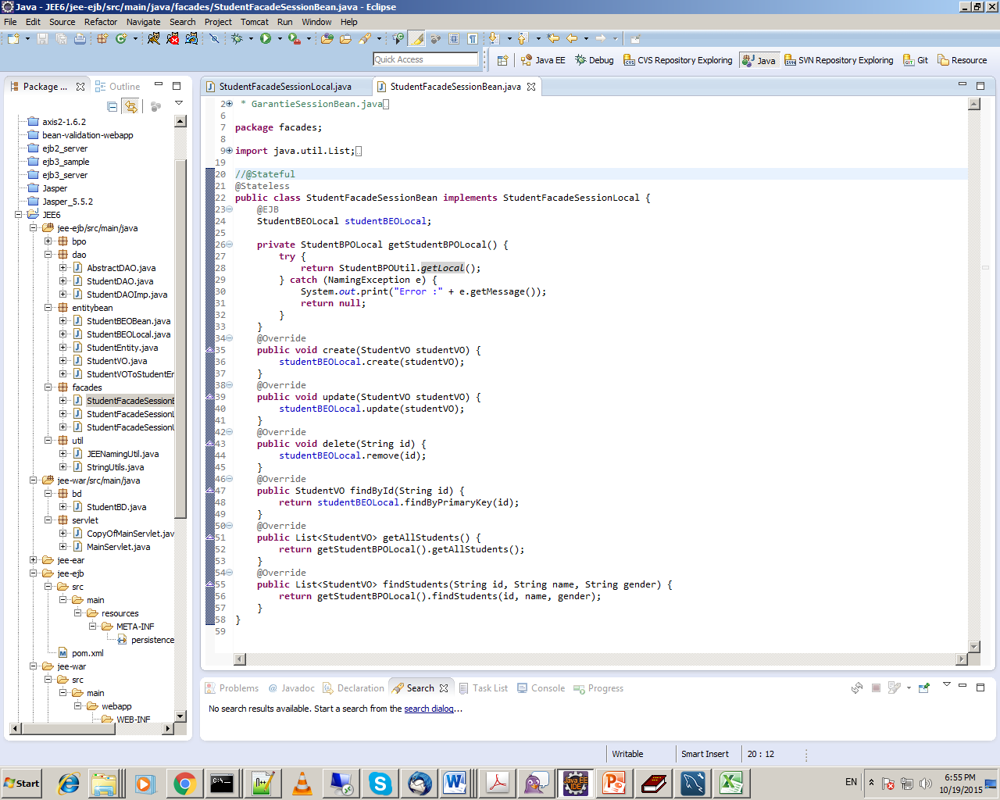 Java - JEE6/jee-ejb/src/main/java/facades/StudentFacadeSessionBean.java - Eclipse
File Edit Source Refactor Navigate Search Project Tomcat Run Window Help
Quick Access Java EE Debug CVS Repository Exploring Java SVN Repository Exploring Git Resource
Package ... Outline
axis2-1.6.2
bean-validation-webapp
ejb2_server
ejb3_sample
ejb3_server
Jasper
Jasper_5.5.2
JEE6
jee-ejb/src/main/java
bpo
dao
AbstractDAO.java
StudentDAO.java
StudentDAOImp.java
entitybean
StudentBEOBean.java
StudentBEOLocal.java
StudentEntity.java
StudentVO.java
StudentVOToStudentEr
facades
StudentFacadeSessionE
StudentFacadeSessionL
StudentFacadeSessionU
util
JEENamingUtil.java
StringUtils.java
jee-war/src/main/java
bd
StudentBD.java
servlet
CopyOfMainServlet.jav
MainServlet.java
jee-ear
jee-ejb
src
main
resources
META-INF
persistence
pom.xml
jee-war
src
main
webapp
WEB-INF
StudentFacadeSessionLocal.java StudentFacadeSessionBean.java
2 * GarantieSessionBean.java
6
7 package facades;
8
9 import java.util.List;
19
20 //@Stateful
21 @Stateless
22 public class StudentFacadeSessionBean implements StudentFacadeSessionLocal {
23 @EJB
24 StudentBEOLocal studentBEOLocal;
25
26 private StudentBPOLocal getStudentBPOLocal() {
27 try {
28 return StudentBPOUtil.getLocal();
29 } catch (NamingException e) {
30 System.out.print("Error :" + e.getMessage());
31 return null;
32 }
33 }
34 @Override
35 public void create(StudentVO studentVO) {
36 studentBEOLocal.create(studentVO);
37 }
38 @Override
39 public void update(StudentVO studentVO) {
40 studentBEOLocal.update(studentVO);
41 }
42 @Override
43 public void delete(String id) {
44 studentBEOLocal.remove(id);
45 }
46 @Override
47 public StudentVO findById(String id) {
48 return studentBEOLocal.findByPrimaryKey(id);
49 }
50 @Override
51 public List<StudentVO> getAllStudents() {
52 return getStudentBPOLocal().getAllStudents();
53 }
54 @Override
55 public List<StudentVO> findStudents(String id, String name, String gender) {
56 return getStudentBPOLocal().findStudents(id, name, gender);
57 }
58 }
59
Problems @ Javadoc Declaration Search Task List Console Progress
No search results available. Start a search from the search dialog...
Writable Smart Insert 20 : 12
Start EN 6:55 PM
10/19/2015